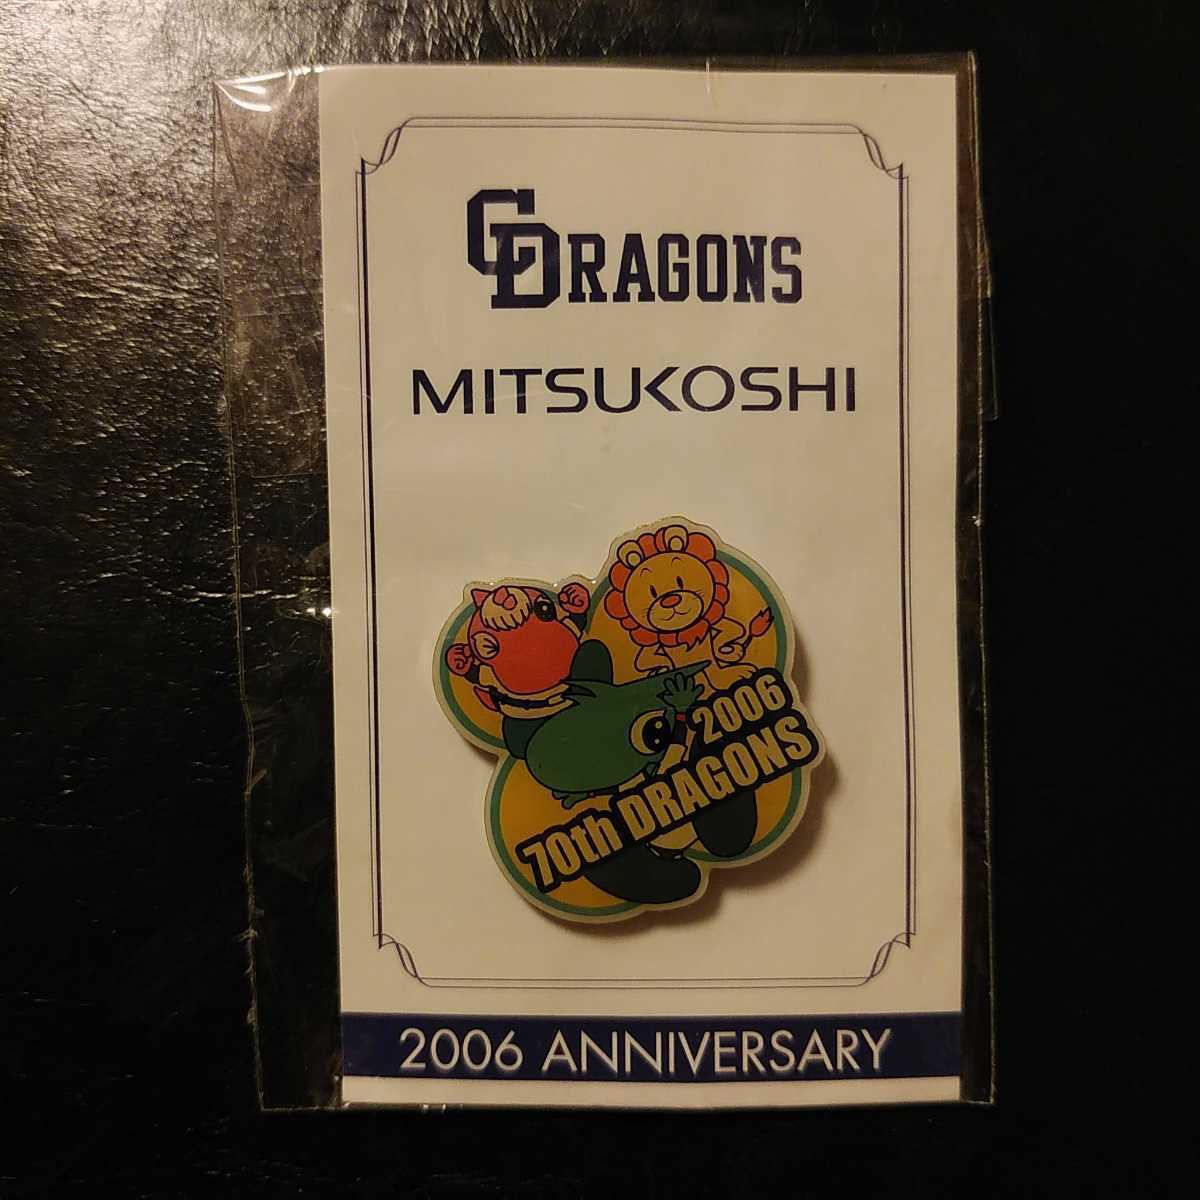 CDRAGONS
MITSUKOSHI
2006
70th DRAGONS
2006 ANNIVERSARY